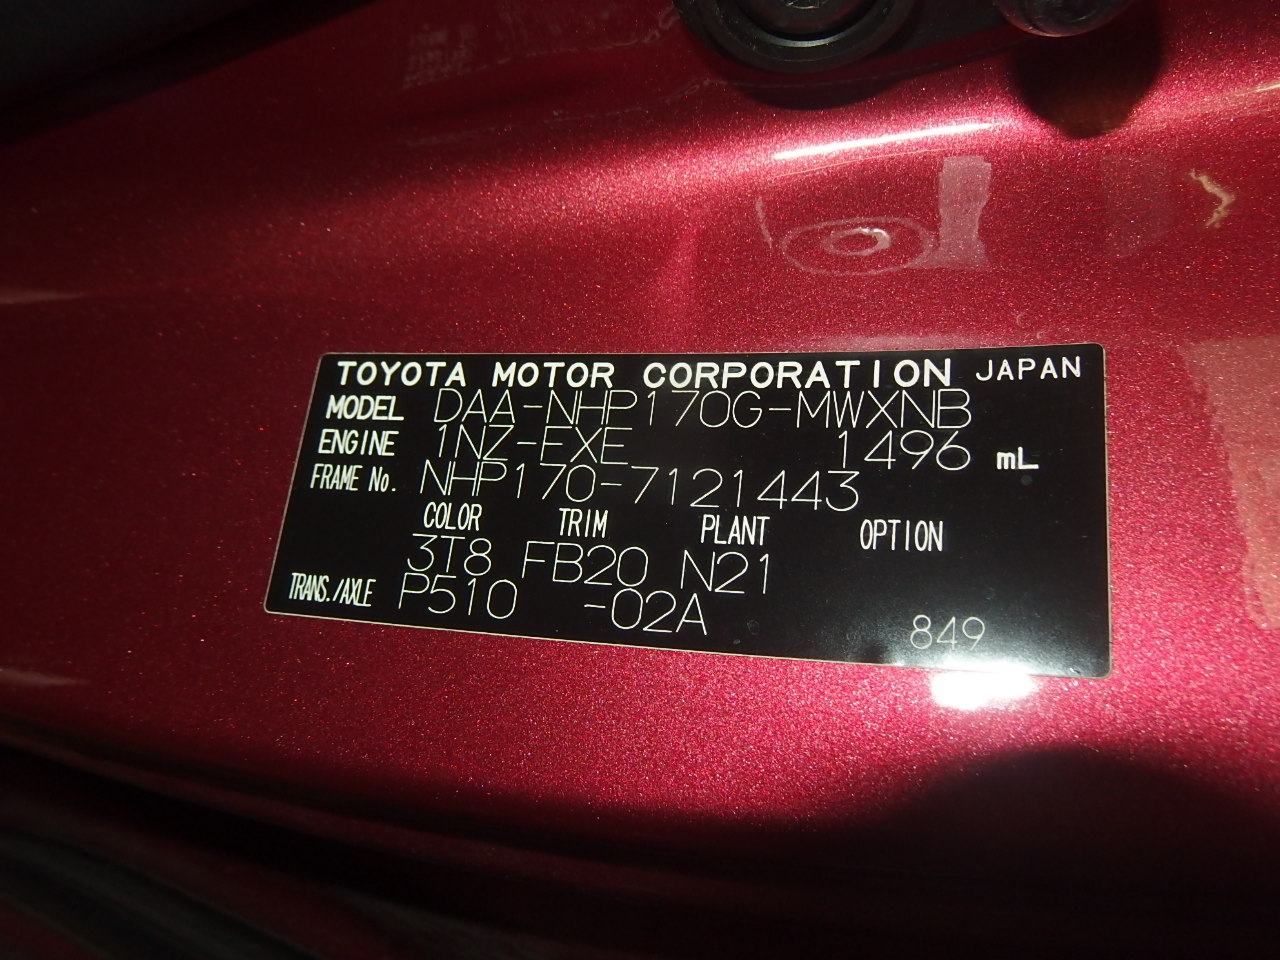 TOYOTA MOTOR CORPORATION JAPAN
MODEL DAA-NHP170G-MWXNB
ENGINE 1NZ-FXE 1496 mL
FRAME No. NHP170-7121443
COLOR TRIM PLANT OPTION
3T8 FB20 N21
TRANS./AXLE P510 -02A
849